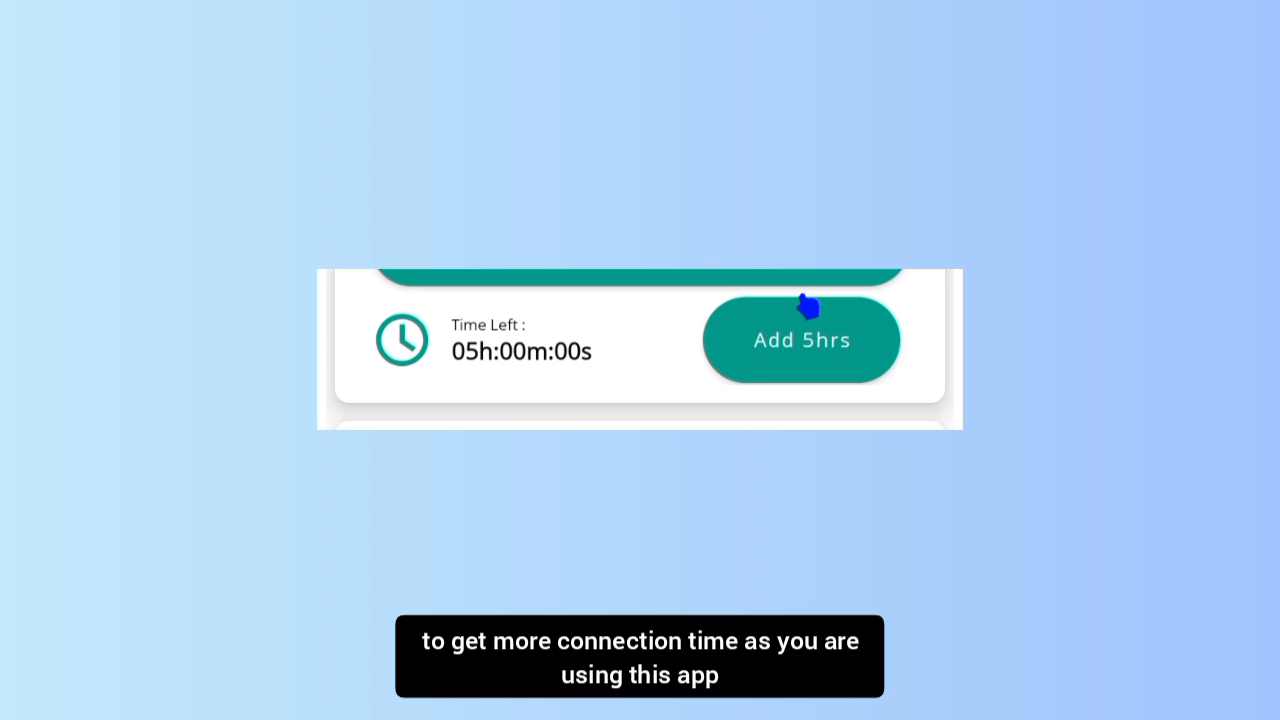 Time Left :
05h:00m:00s
Add 5hrs
to get more connection time as you are
using this app